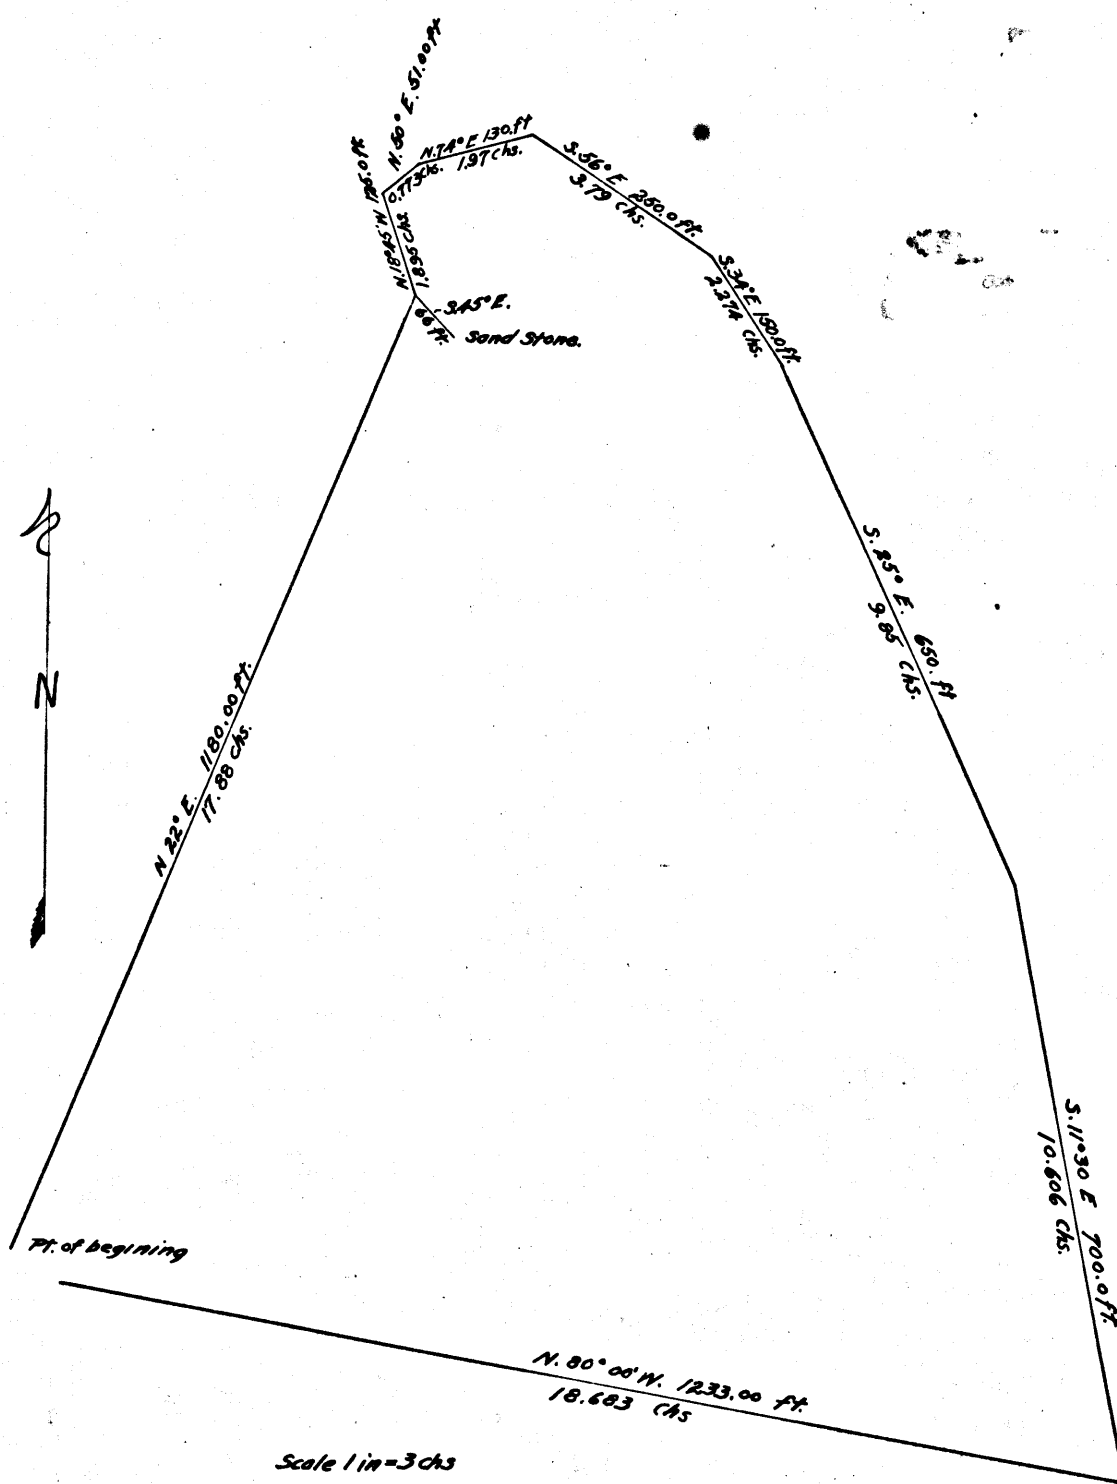 N. 50° E. 51.00 ft
0.773 chs.
N. 74° E 130. ft
1.97 chs.
S. 56° E 250.0 ft.
3.79 chs.
S. 34° E 150.0 ft.
2.274 chs.
N. 18°45' W 125.0 ft.
1.895 chs.
S45° E.
66 ft.
Sand Stone.
S. 25° E. 650. ft
9.85 chs.
N 22° E. 1180.00 ft.
17.88 chs.
N
S. 11°30 E 700.0 ft.
10.606 chs.
Pt. of begining
N. 80° 00' W. 1233.00 ft.
18.683 chs
Scale 1 in = 3 chs